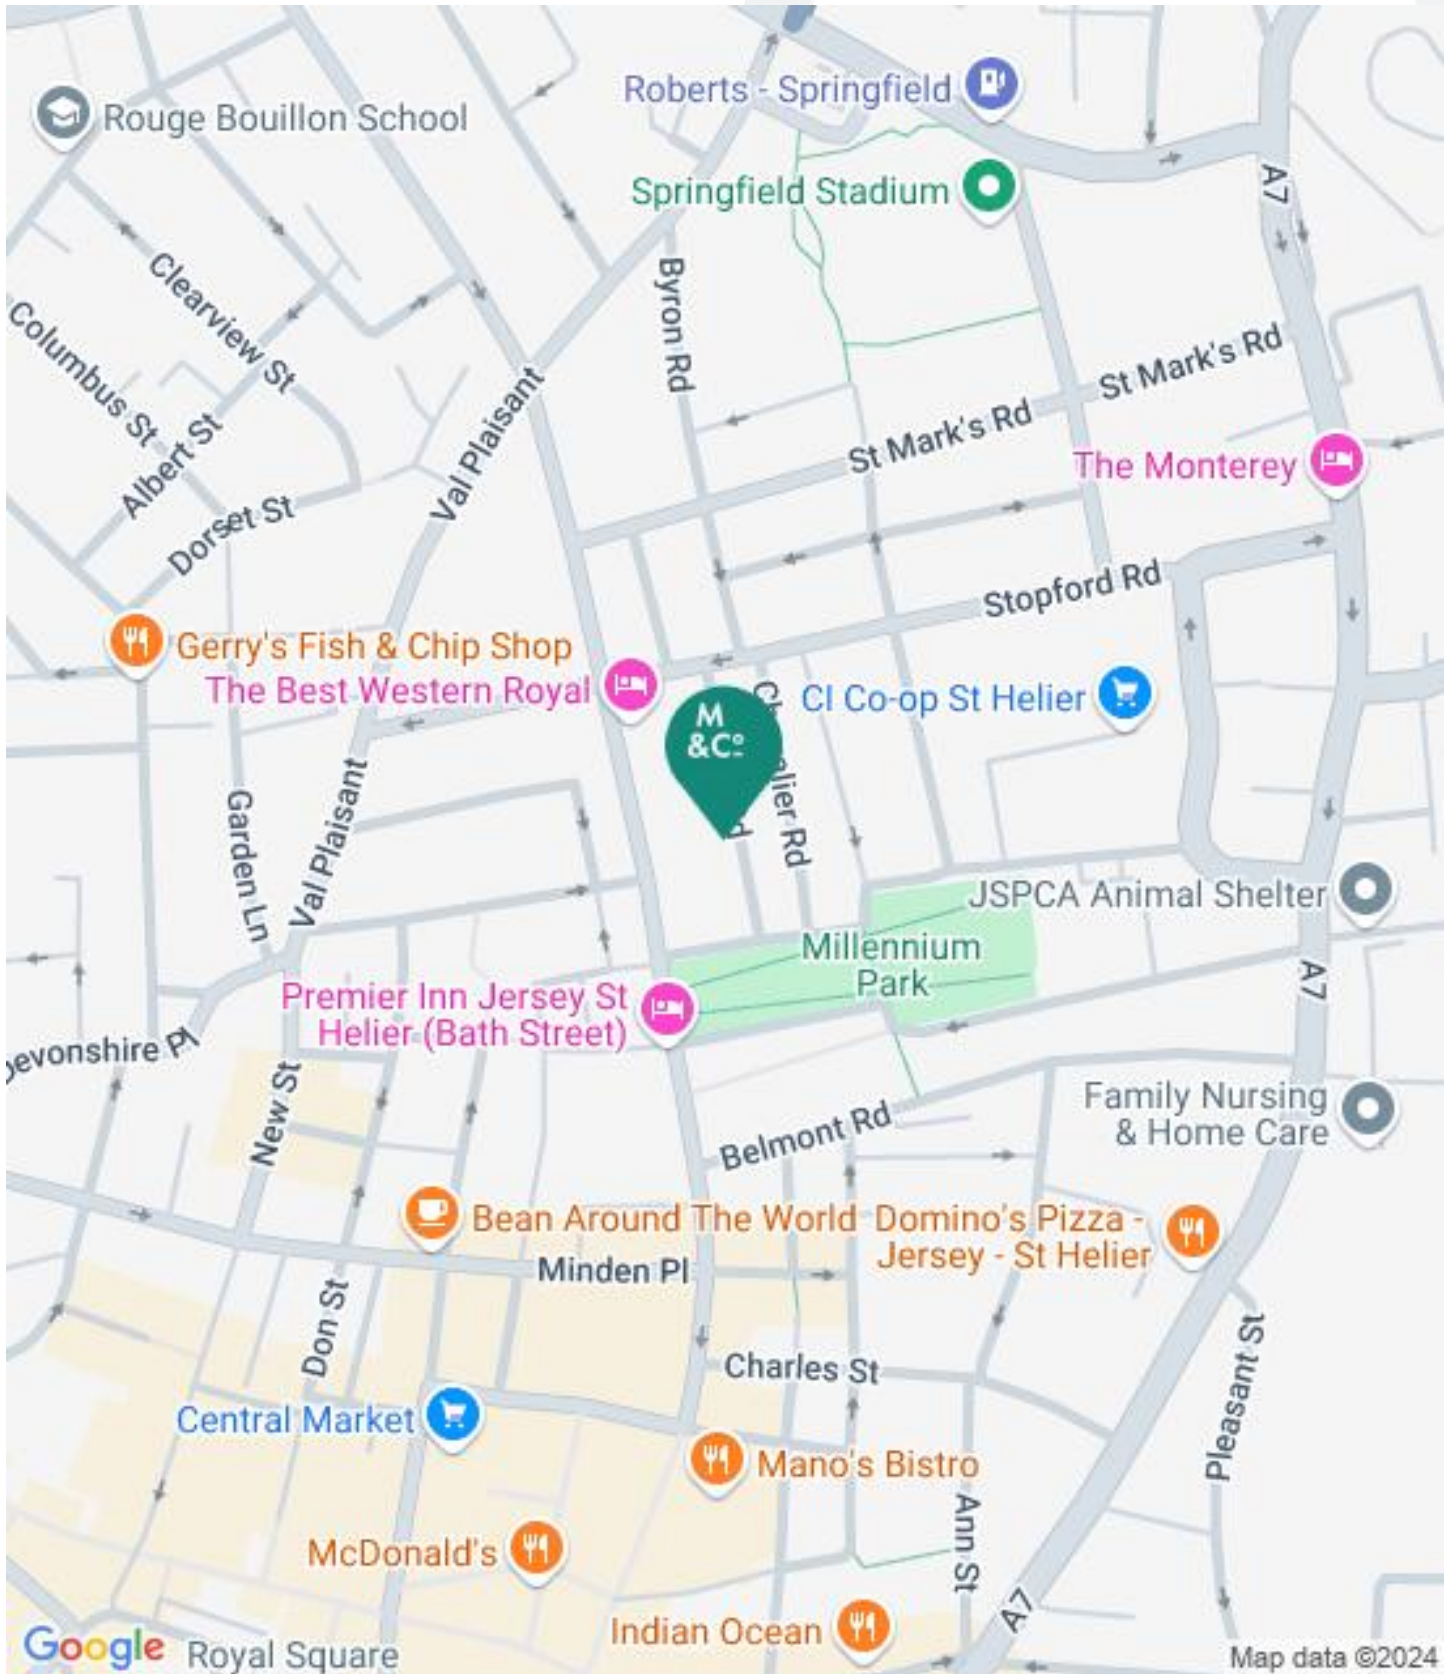 Roberts - Springfield
Rouge Bouillon School
Springfield Stadium
A7
Clearview St
Byron Rd
Columbus St
St Mark's Rd
St Mark's Rd
Albert St
Val Plaisant
The Monterey
Dorset St
Stopford Rd
Gerry's Fish & Chip Shop
The Best Western Royal
CI Co-op St Helier
M
&Cº
Garden Ln
Val Plaisant
JSPCA Animal Shelter
Millennium
Park
A7
Premier Inn Jersey St
Helier (Bath Street)
Devonshire Pl
New St
Family Nursing
& Home Care
Belmont Rd
Bean Around The World
Domino's Pizza -
Jersey - St Helier
Minden Pl
Don St
Charles St
Pleasant St
Central Market
Mano's Bistro
Ann St
McDonald's
A7
Indian Ocean
Google
Royal Square
Map data ©2024